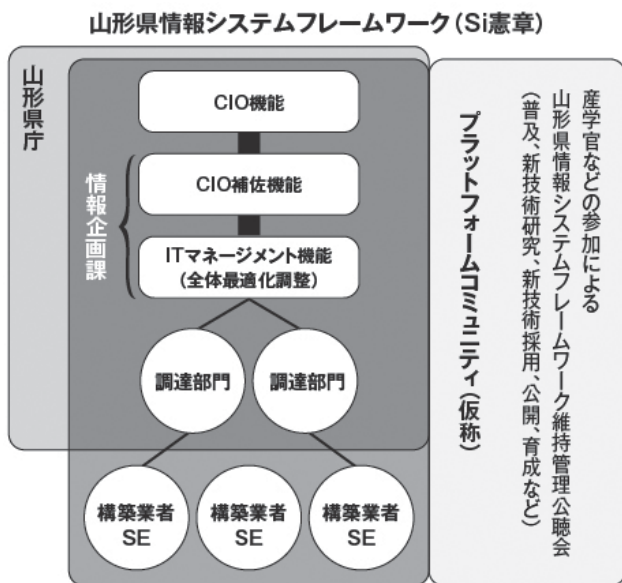 山形県情報システムフレームワーク(Si憲章)
山形県庁
CIO機能
CIO補佐機能
情報企画課
ITマネージメント機能
(全体最適化調整)
調達部門
調達部門
構築業者
SE
構築業者
SE
構築業者
SE
産学官などの参加による
山形県情報システムフレームワーク維持管理公聴会
(普及、新技術研究、新技術採用、公開、育成など)
プラットフォームコミュニティ(仮称)